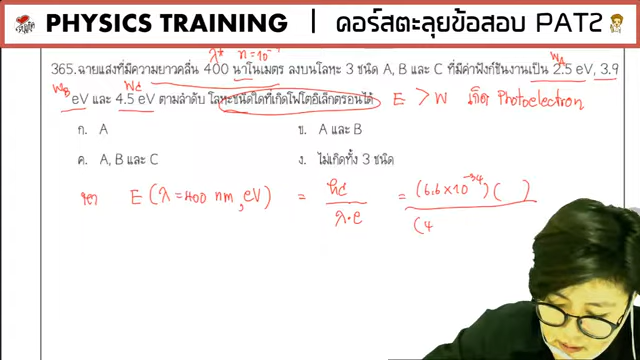 PHYSICS TRAINING
คอร์สตะลุยข้อสอบ PAT2
λ* n=10⁻
W_A
365.ฉายแสงที่มีความยาวคลื่น 400 นาโนเมตร ลงบนโลหะ 3 ชนิด A, B และ C ที่มีค่าฟังก์ชันงานเป็น 2.5 eV, 3.9
W_B W_C
eV และ 4.5 eV ตามลำดับ โลหะชนิดใดที่เกิดโฟโตอิเล็กตรอนได้ E > W เกิด Photoelectron
ก. A
ข. A และ B
ค. A, B และ C
ง. ไม่เกิดทั้ง 3 ชนิด
หา E (λ = 400 nm, eV) = hc = (6.6 × 10⁻³⁴)( )
λ·e (4